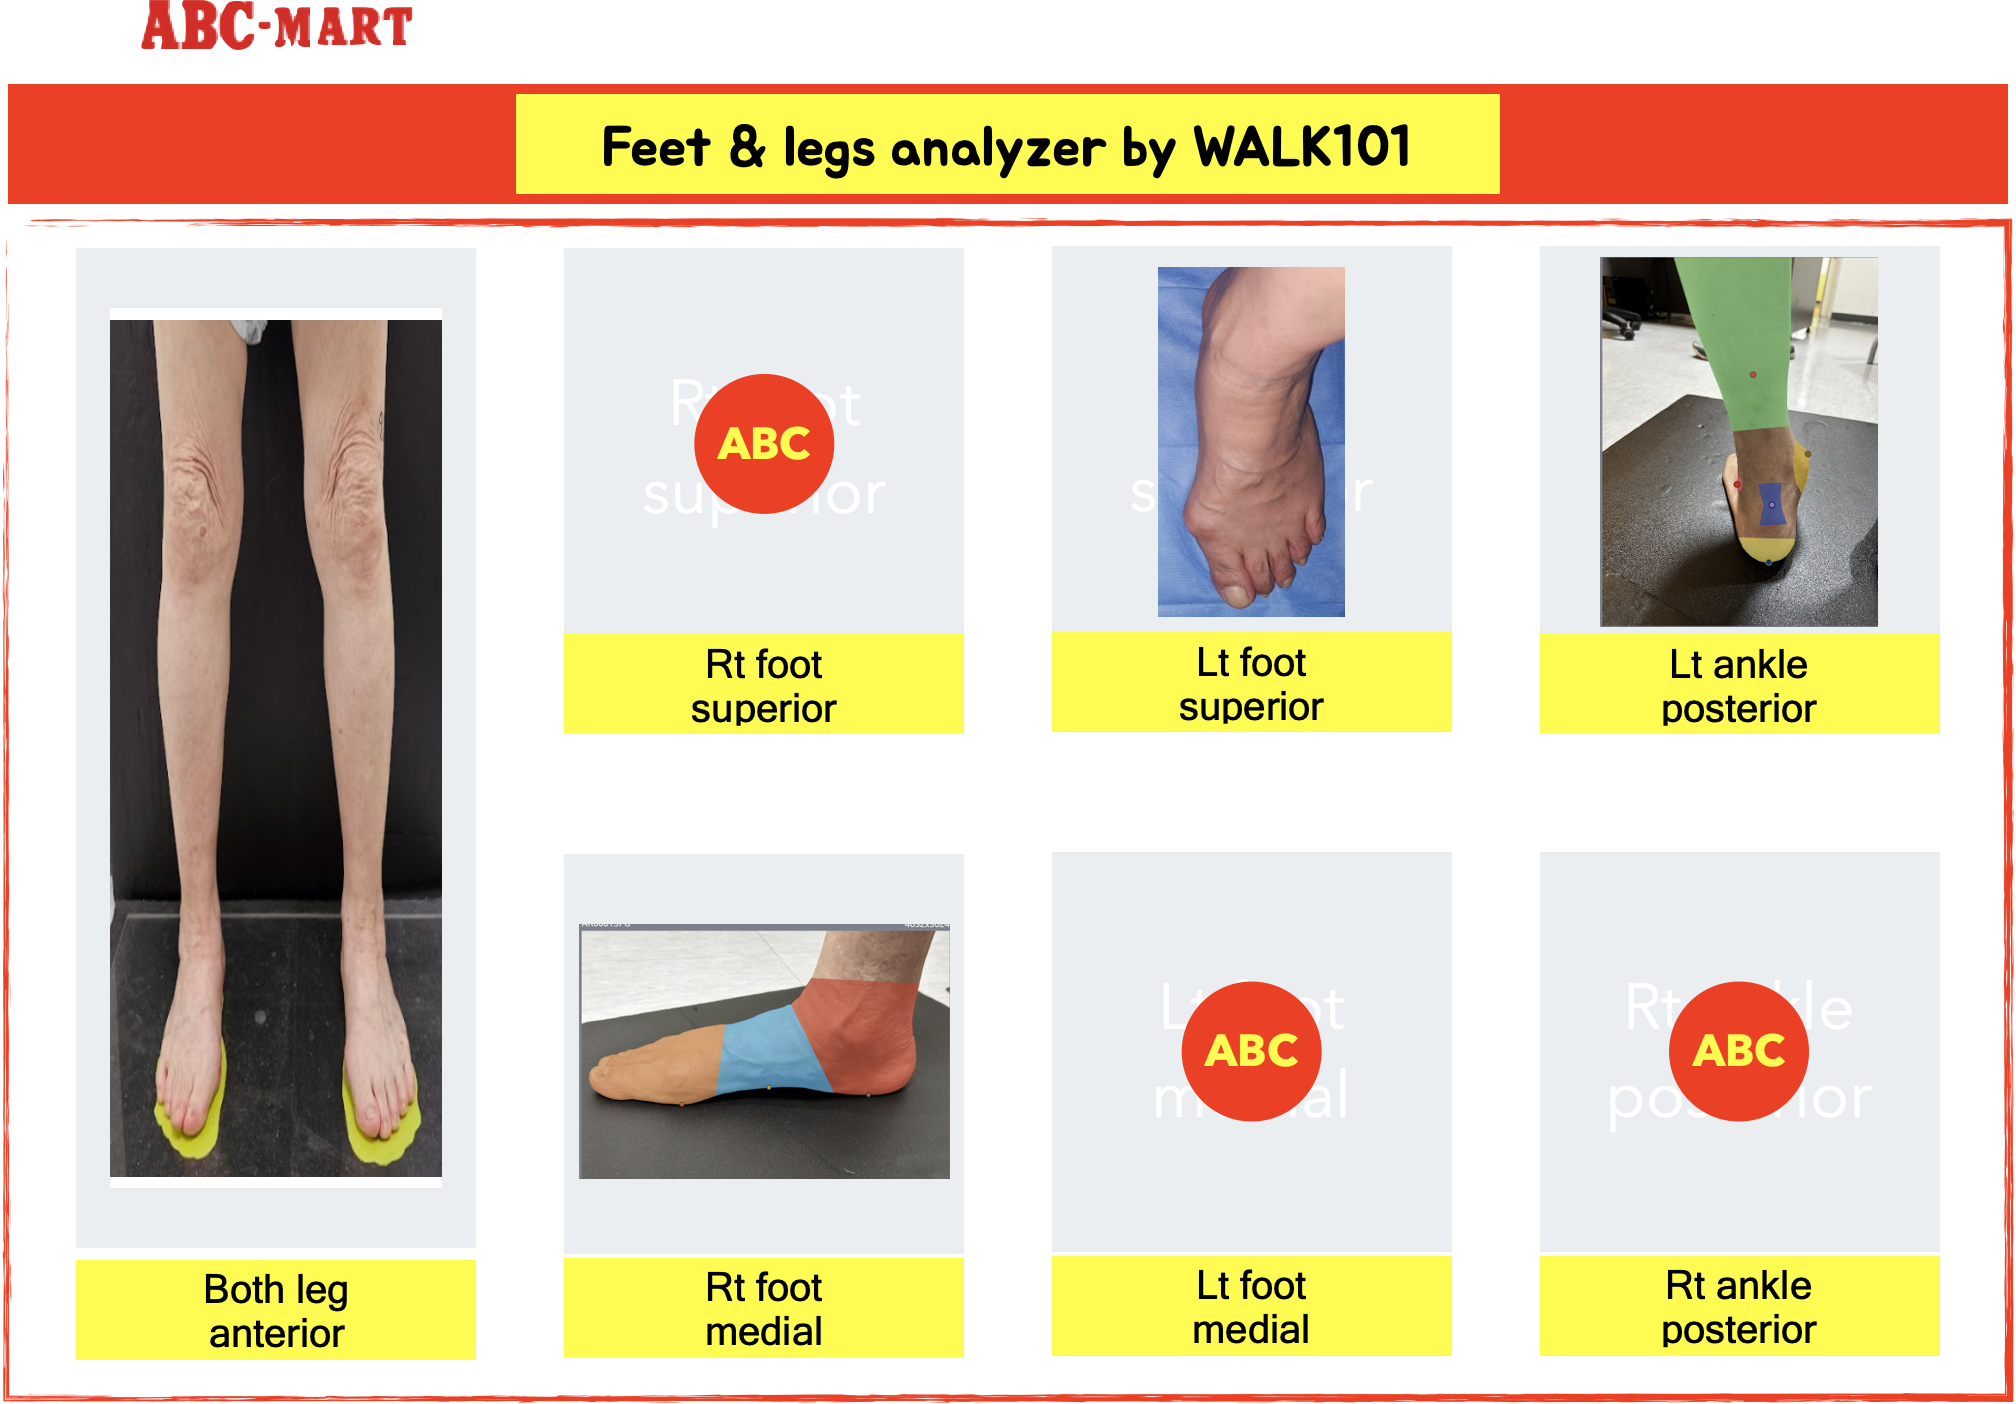 ABC-MART
Feet & legs analyzer by WALK101
ABC
Rt foot
superior
Lt foot
superior
Lt ankle
posterior
Both leg
anterior
Rt foot
medial
ABC
Lt foot
medial
ABC
Rt ankle
posterior